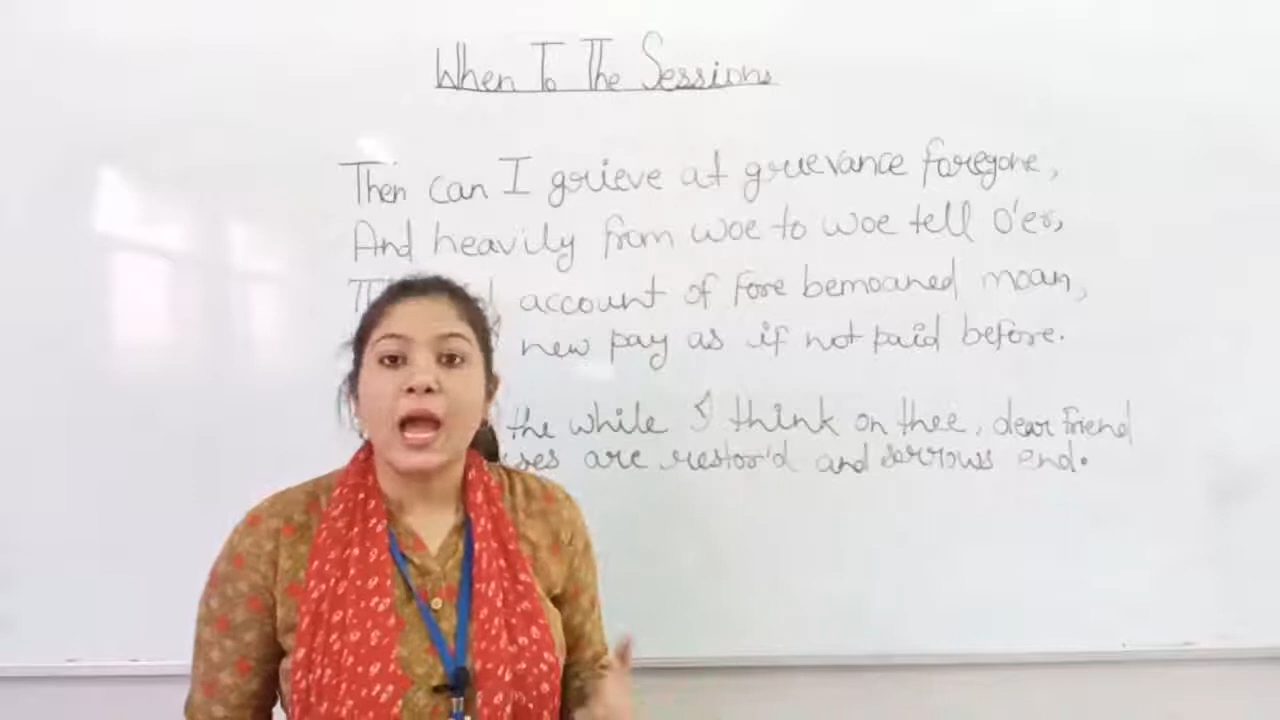 When To The Sessions
Then can I grieve at grievance foregone,
And heavily from woe to woe tell o'er,
account of fore bemoaned moan,
new pay as if not paid before.
the while I think on thee, dear friend
are restor'd and sorrows end.